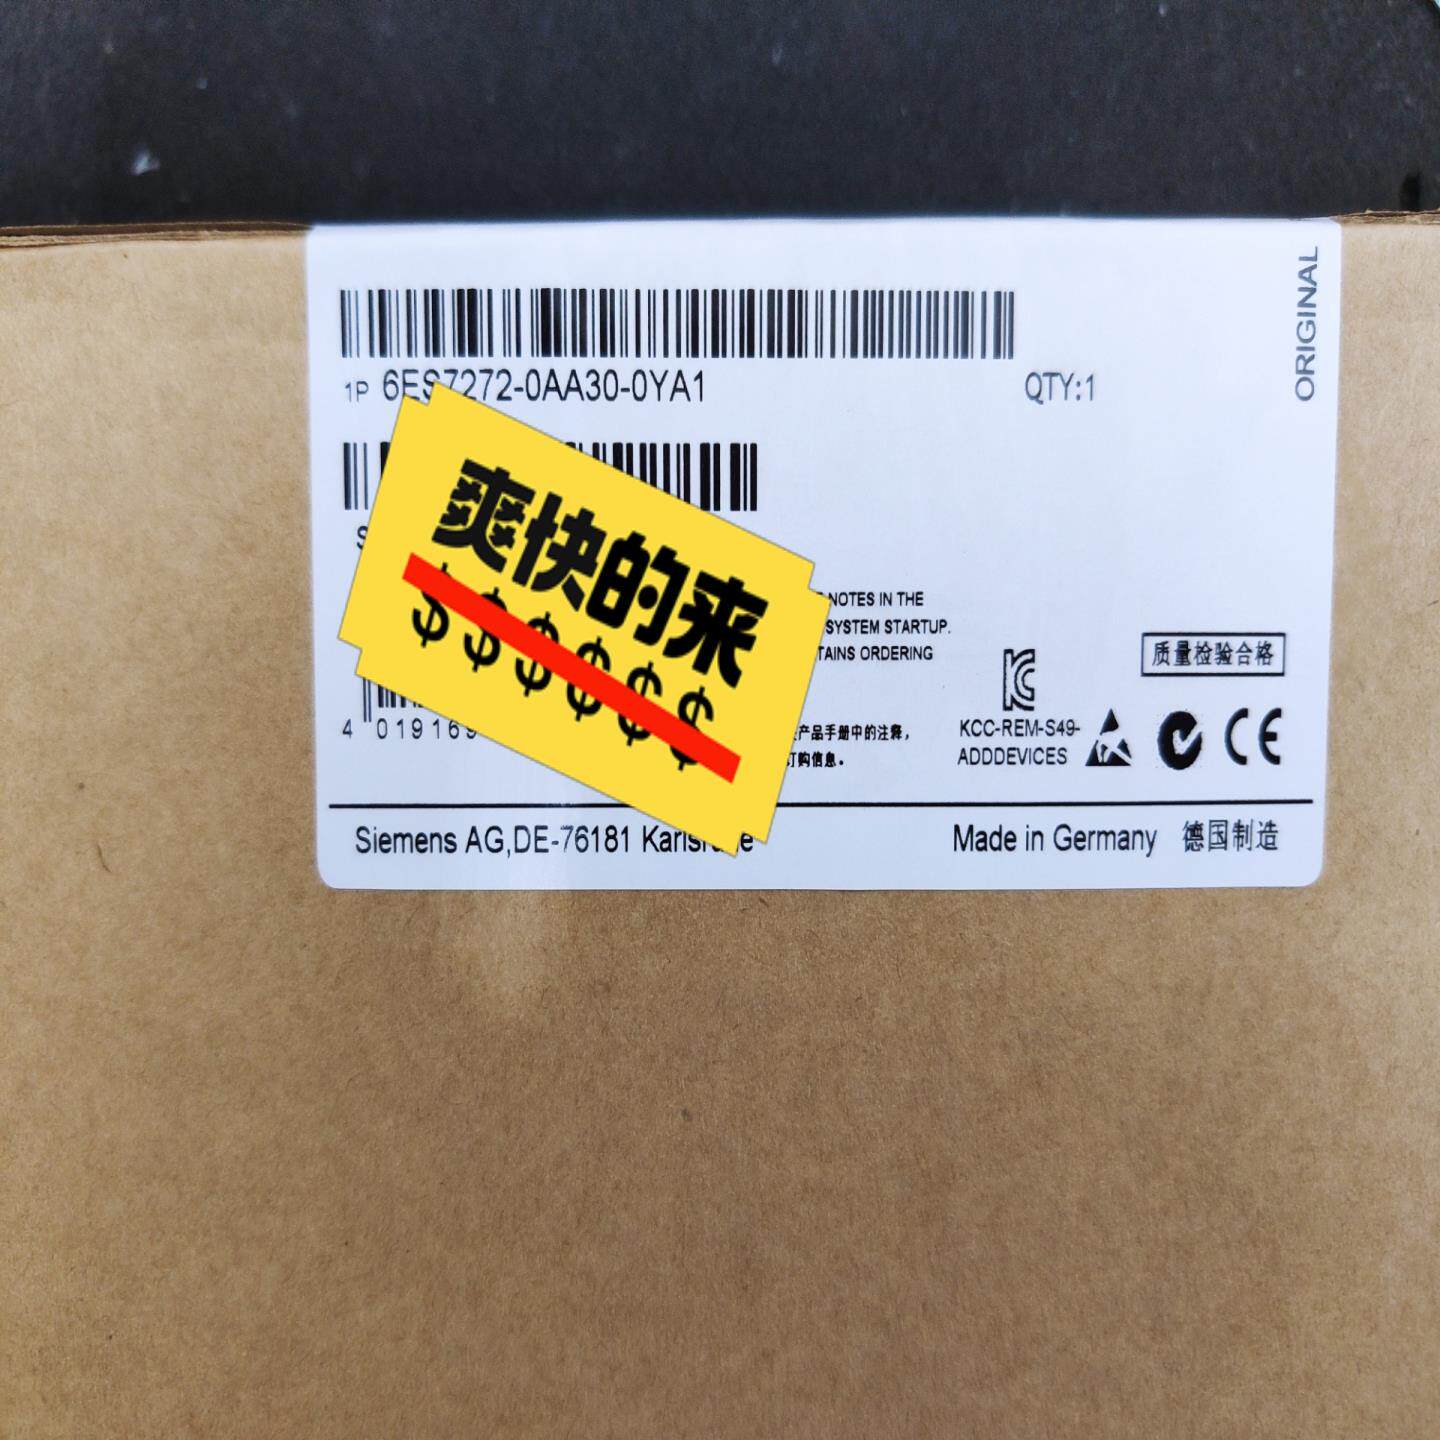 ORIGINAL
1P 6ES7272-0AA30-0YA1
QTY:1
爽快的来
$$$$$$
NOTES IN THE
SYSTEM STARTUP.
ORDERING
质量检验合格
4 019169
产品手册中的注释，
订购信息。
KCC-REM-S49-
ADDDEVICES
CE
Siemens AG,DE-76181
Made in Germany 德国制造